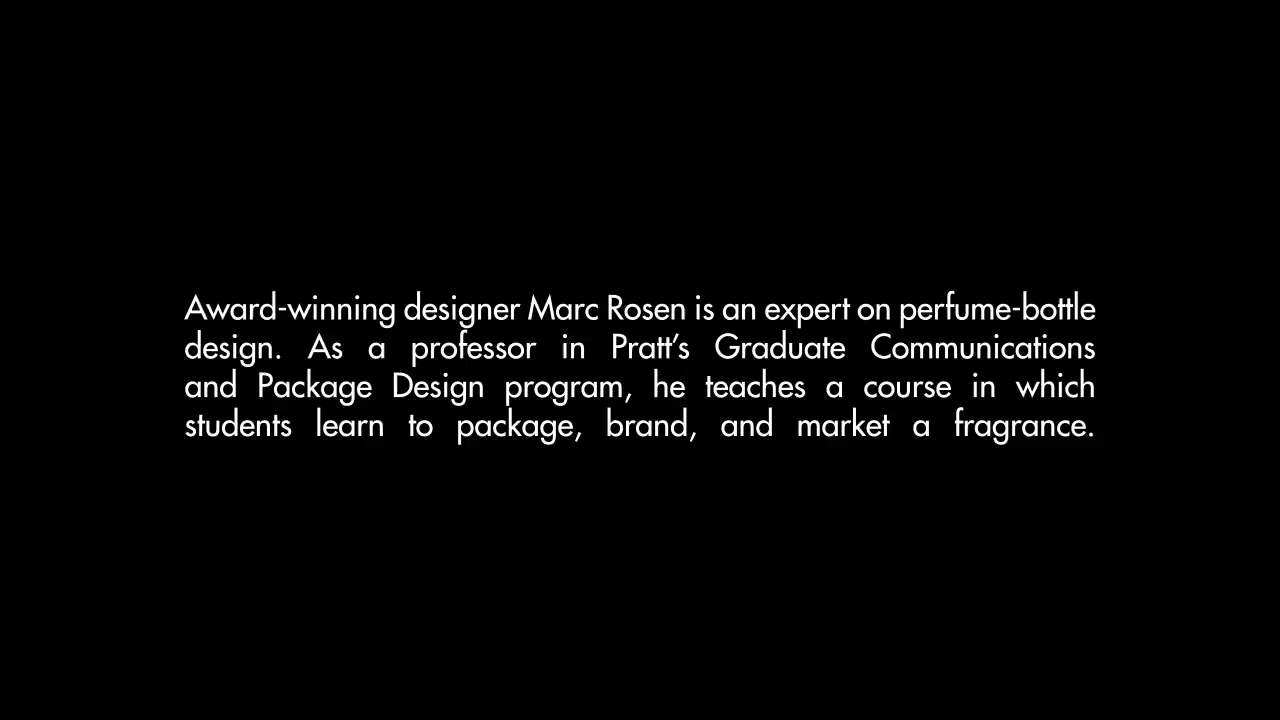 Award-winning designer Marc Rosen is an expert on perfume-bottle
design. As a professor in Pratt's Graduate Communications
and Package Design program, he teaches a course in which
students learn to package, brand, and market a fragrance.